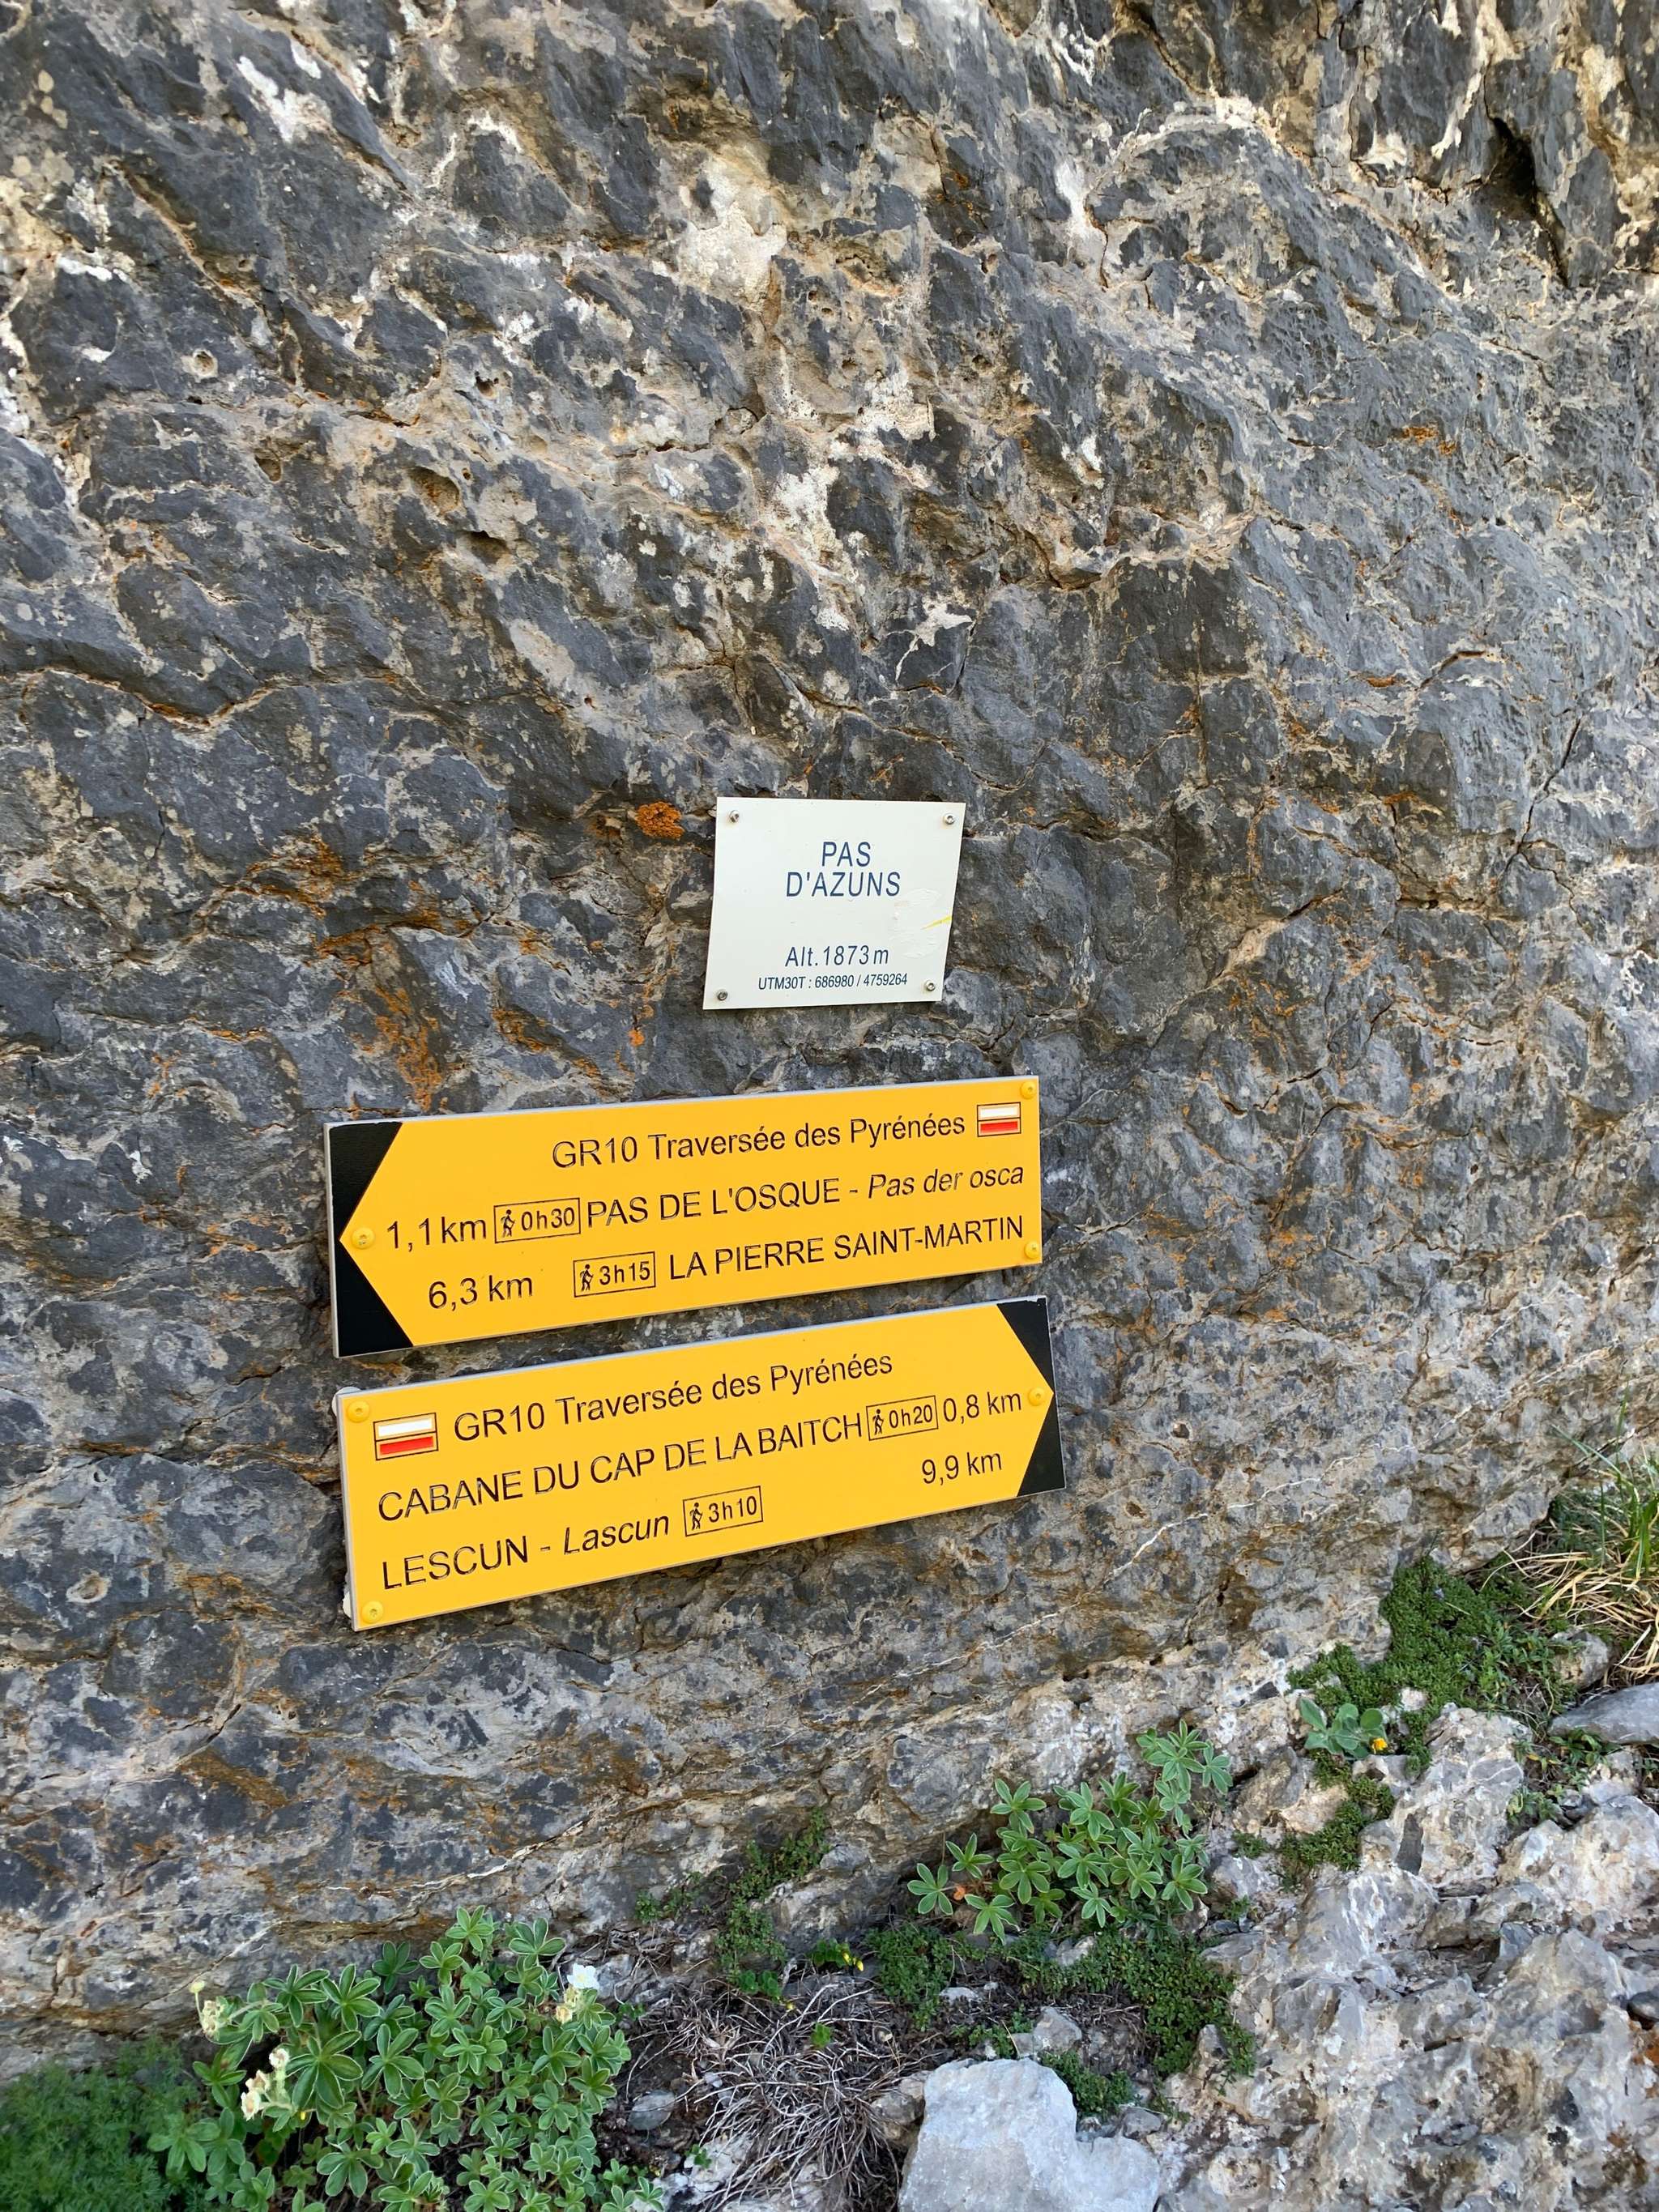 PAS
D'AZUNS
Alt.1873m
UTM30T : 686980 / 4759264
GR10 Traversée des Pyrénées
1,1km 0h30 PAS DE L'OSQUE - Pas der osca
6,3 km 3h15 LA PIERRE SAINT-MARTIN
GR10 Traversée des Pyrénées
CABANE DU CAP DE LA BAITCH 0h20 0,8 km
LESCUN - Lascun 3h10 9,9 km